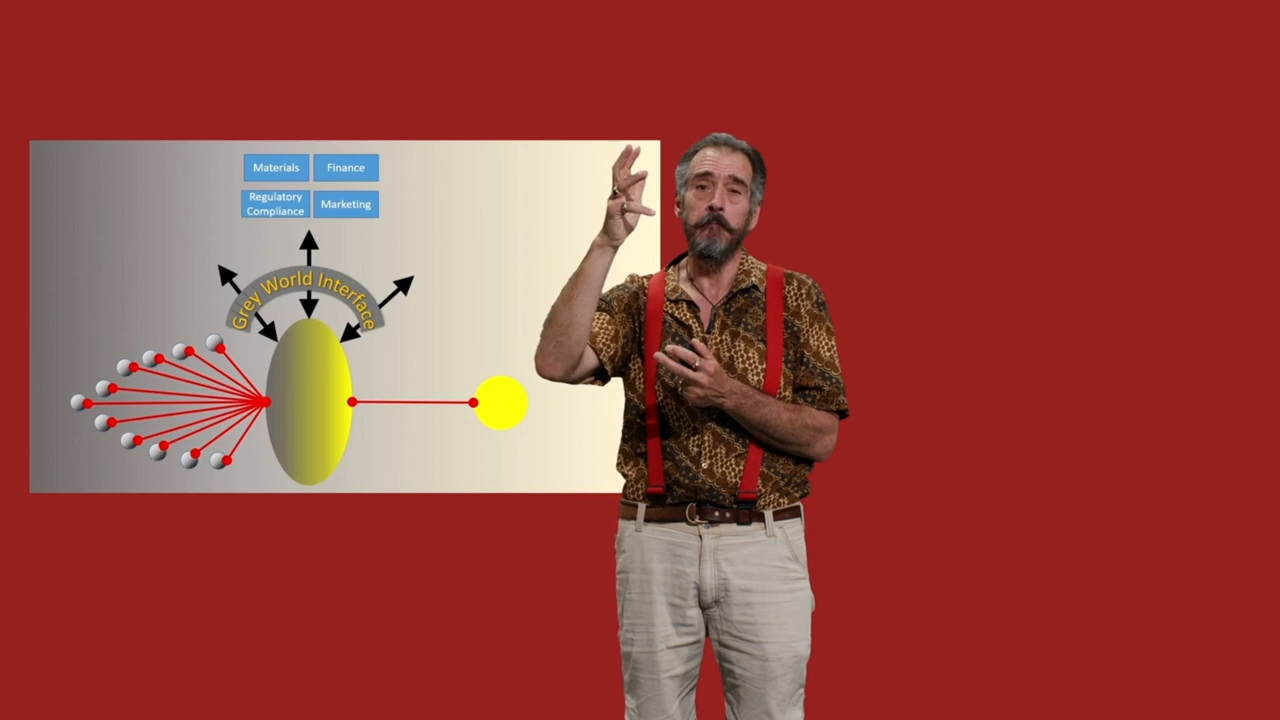 Materials
Finance
Regulatory
Compliance
Marketing
Grey World Interface